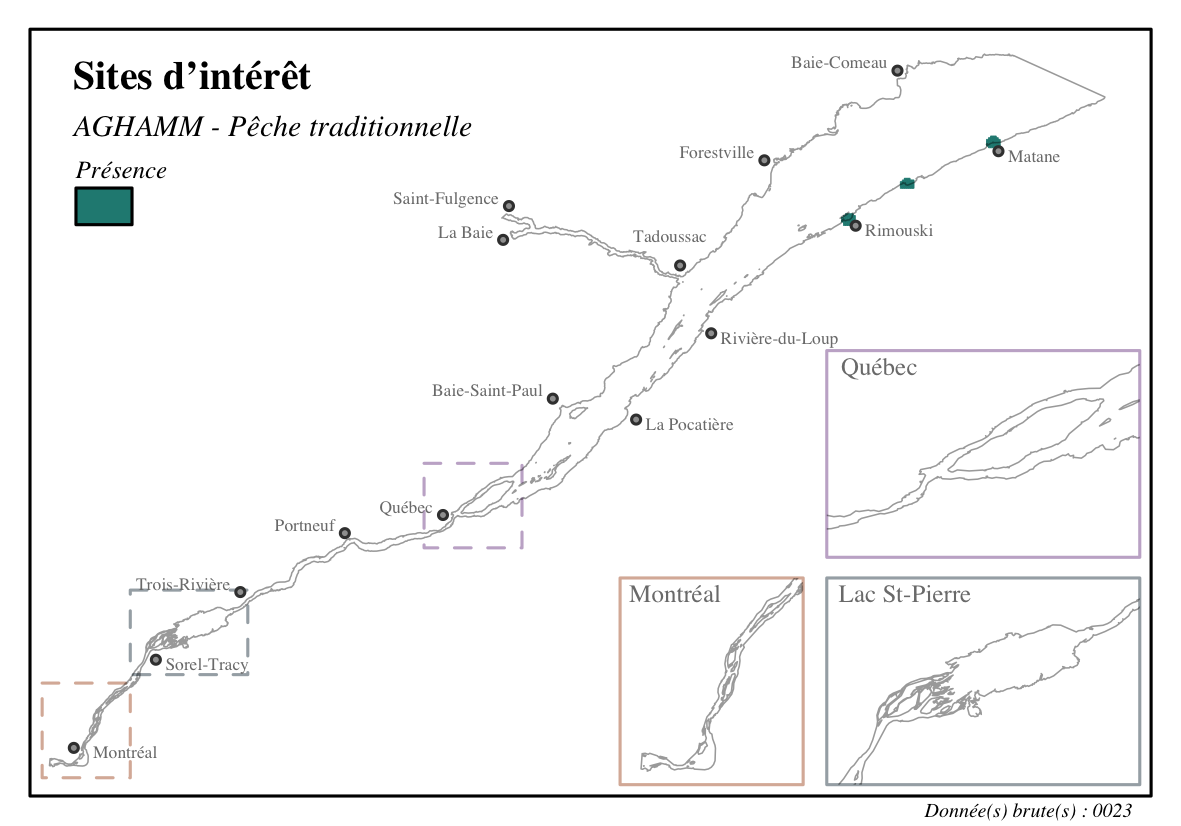 Sites d’intérêt
AGHAMM - Pêche traditionnelle
Présence
Baie-Comeau
Forestville
Matane
Saint-Fulgence
La Baie
Tadoussac
Rimouski
Rivière-du-Loup
Baie-Saint-Paul
La Pocatière
Québec
Portneuf
Trois-Rivière
Sorel-Tracy
Montréal
Québec
Montréal
Lac St-Pierre
Donnée(s) brute(s) : 0023